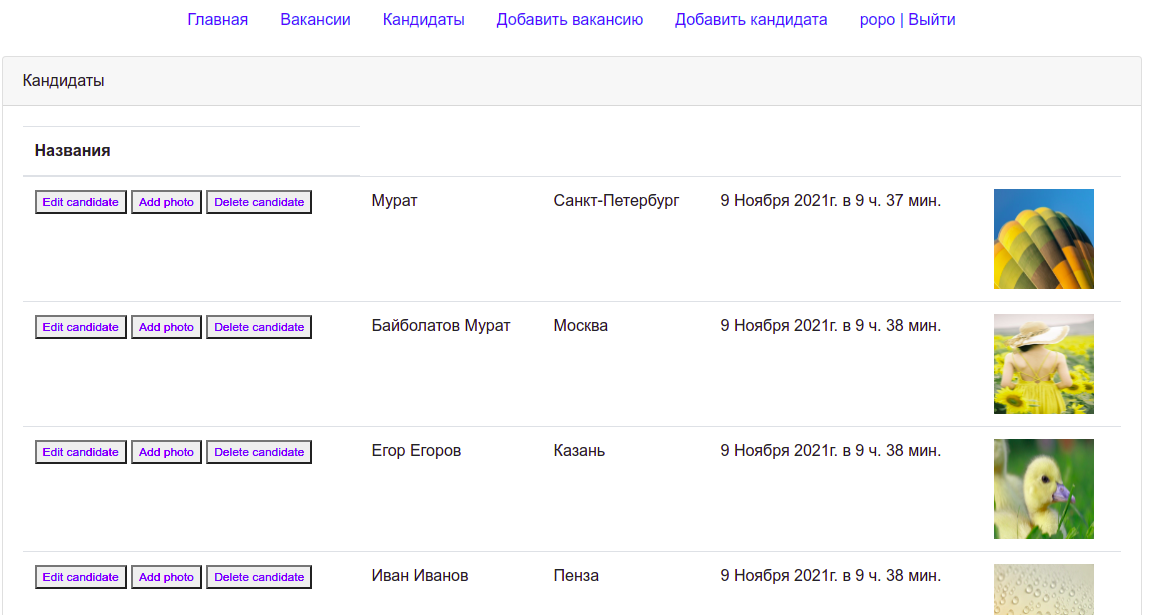 Главная Вакансии Кандидаты Добавить вакансию Добавить кандидата popo | Выйти
Кандидаты
Названия
Edit candidate Add photo Delete candidate Мурат Санкт-Петербург 9 Ноября 2021г. в 9 ч. 37 мин.
Edit candidate Add photo Delete candidate Байболатов Мурат Москва 9 Ноября 2021г. в 9 ч. 38 мин.
Edit candidate Add photo Delete candidate Егор Егоров Казань 9 Ноября 2021г. в 9 ч. 38 мин.
Edit candidate Add photo Delete candidate Иван Иванов Пенза 9 Ноября 2021г. в 9 ч. 38 мин.